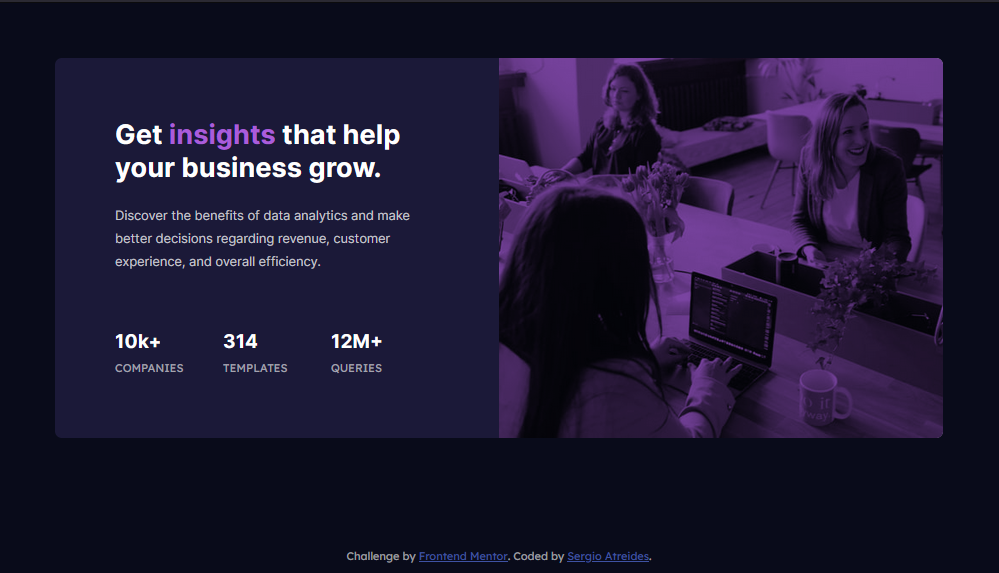 Get insights that help
your business grow.
Discover the benefits of data analytics and make
better decisions regarding revenue, customer
experience, and overall efficiency.
10k+ 314 12M+
COMPANIES TEMPLATES QUERIES
Challenge by Frontend Mentor. Coded by Sergio Atreides.